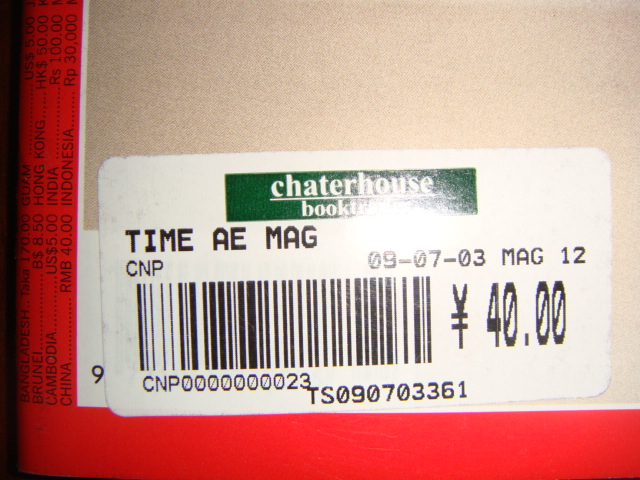 chaterhouse
TIME AE MAG
CNP
09-07-03 MAG 12
¥ 40.00
CNP0000000023
TS090703361
9
BANGLADESH.. Taka 170.00 GUAM US$ 5.00
BRUNEI B$ 8.50 HONG KONG HK$ 50.00
CAMBODIA US$5.00 INDIA Rs 100.00
CHINA RMB 40.00 INDONESIA Rp 30,000